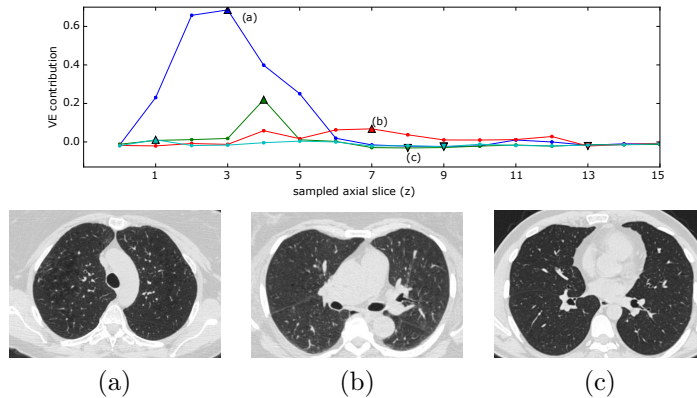 0.6
(a)
0.4
VE contribution
0.2
(b)
0.0
(c)
1 3 5 7 9 11 13 15
sampled axial slice (z)
(a) (b) (c)